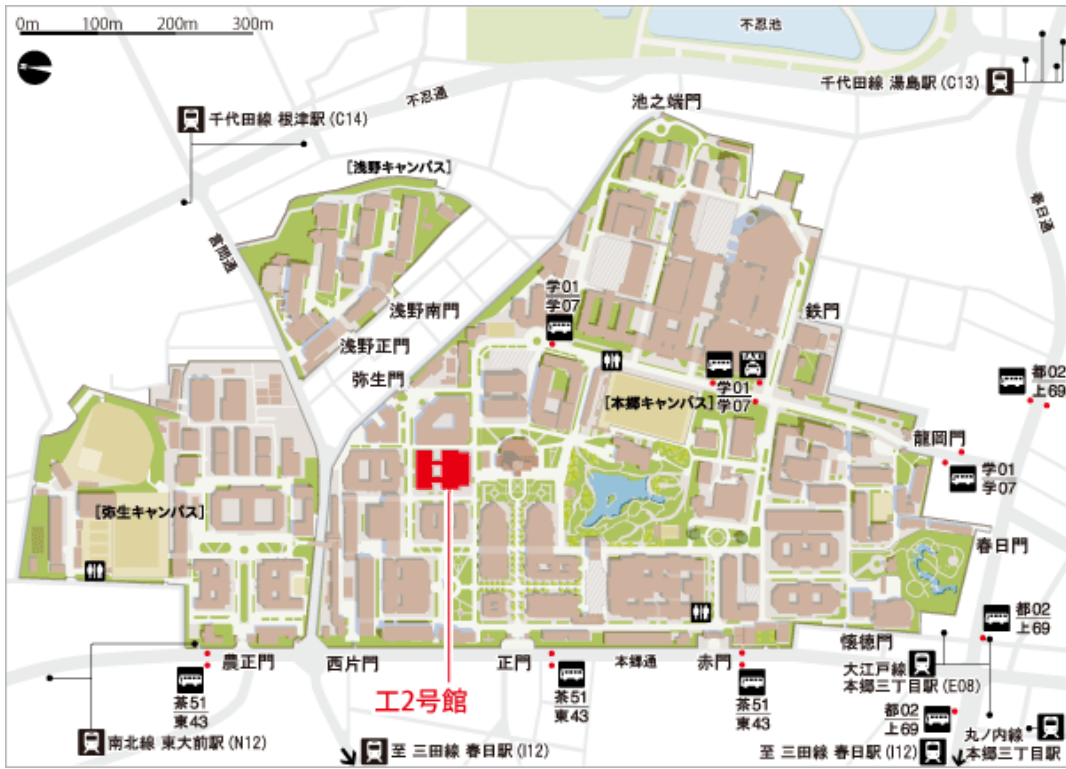 0m 100m 200m 300m
不忍池
千代田線 湯島駅(C13)
不忍通
池之端門
千代田線 根津駅(C14)
[浅野キャンパス]
春日通
言問通
学01
学07
浅野南門
鉄門
浅野正門
弥生門
TAXI
学01
学07
[本郷キャンパス]
都02
上69
龍岡門
学01
学07
[弥生キャンパス]
春日門
都02
上69
農正門
西片門
正門
本郷通
赤門
懐徳門
大江戸線
本郷三丁目駅(E08)
茶51
東43
工2号館
茶51
東43
茶51
東43
都02
上69
南北線 東大前駅(N12)
至 三田線 春日駅(I12)
至 三田線 春日駅(I12)
丸ノ内線
本郷三丁目駅